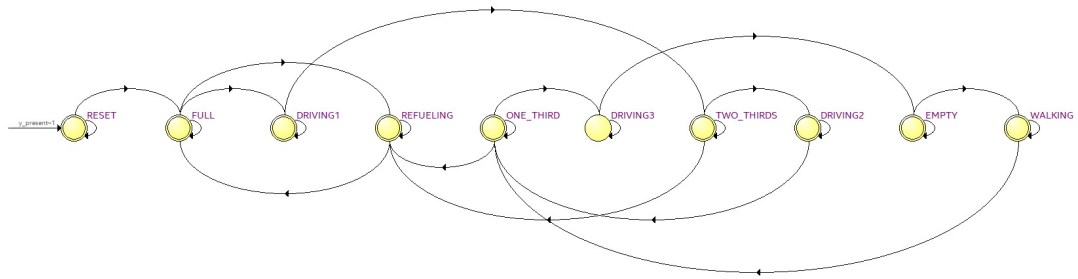 RESET
FULL
DRIVING1
REFUELING
ONE_THIRD
DRIVING3
TWO_THIRDS
DRIVING2
EMPTY
WALKING
y_present~1